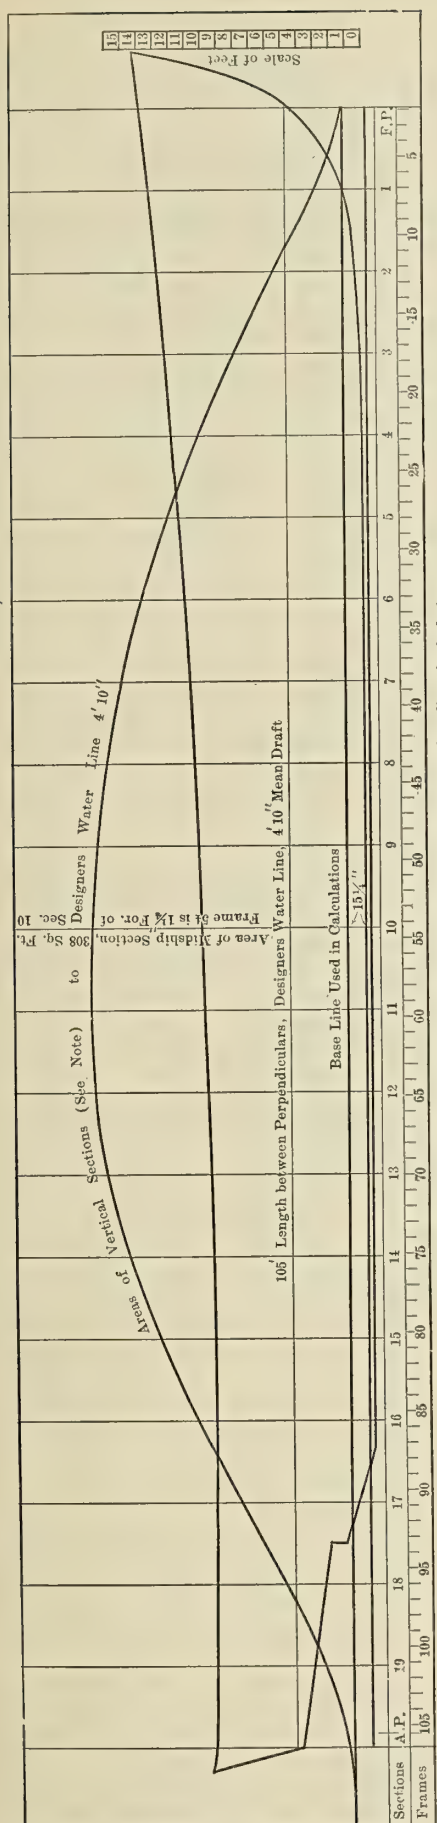 15
14
13
12
11
10
9
8
7
6
5
4
3
2
1
0
Scale of Feet
Areas of Vertical Sections (See Note) to Designers Water Line 4'10"
Area of Midship Section, 308 Sq. Ft.
Frame 54 is 1¾" For. of Sec. 10
105' Length between Perpendiculars, Designers Water Line, 4'10" Mean Draft
Base Line Used in Calculations
15¼"
Sections A.P. 19 18 17 16 15 14 13 12 11 10 9 8 7 6 5 4 3 2 1 F.P.
Frames 105 100 95 90 85 80 75 70 65 60 55 50 45 40 35 30 25 20 15 10 5